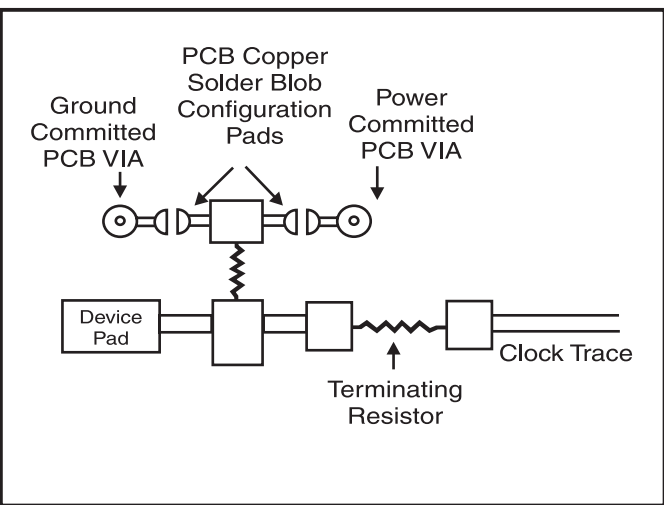 PCB Copper
Solder Blob
Configuration
Pads
Ground
Committed
PCB VIA
Power
Committed
PCB VIA
Device
Pad
Clock Trace
Terminating
Resistor